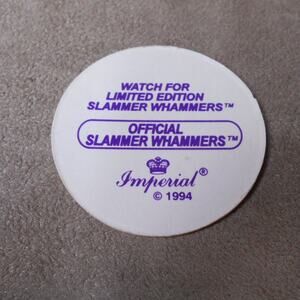 WATCH FOR
LIMITED EDITION
SLAMMER WHAMMERS™
OFFICIAL
SLAMMER WHAMMERS™
Imperial®
© 1994